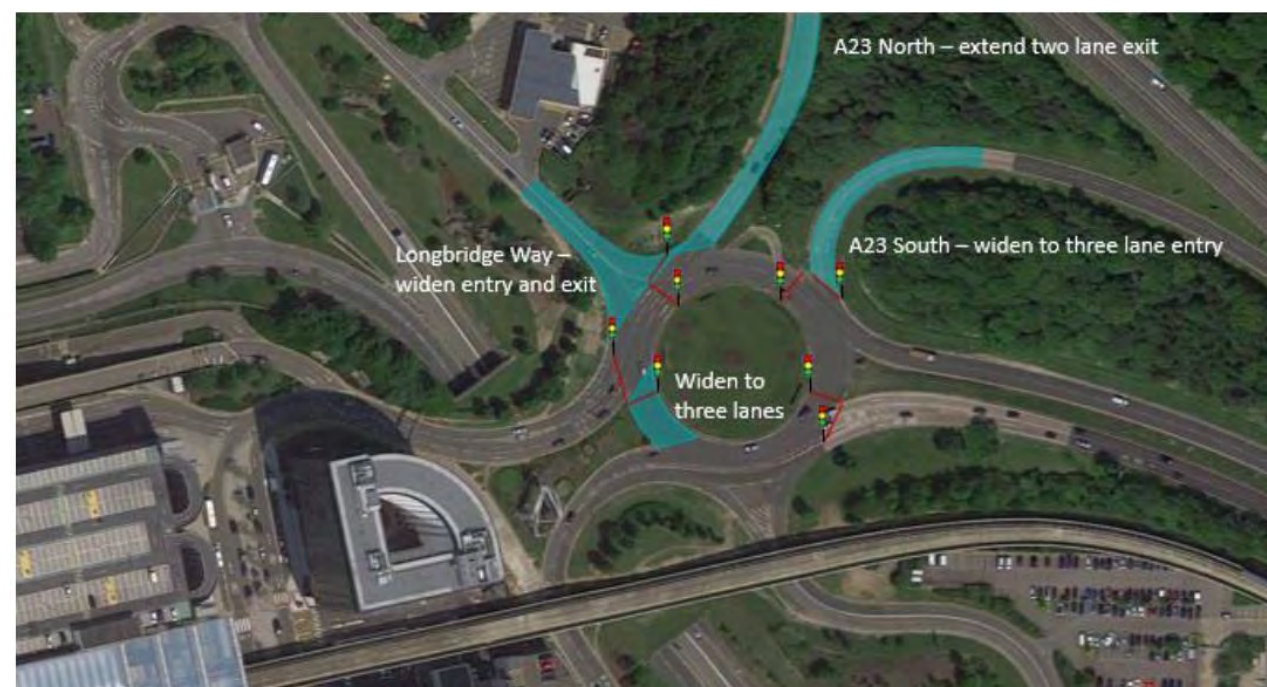 A23 North – extend two lane exit
A23 South – widen to three lane entry
Longbridge Way –
widen entry and exit
Widen to
three lanes